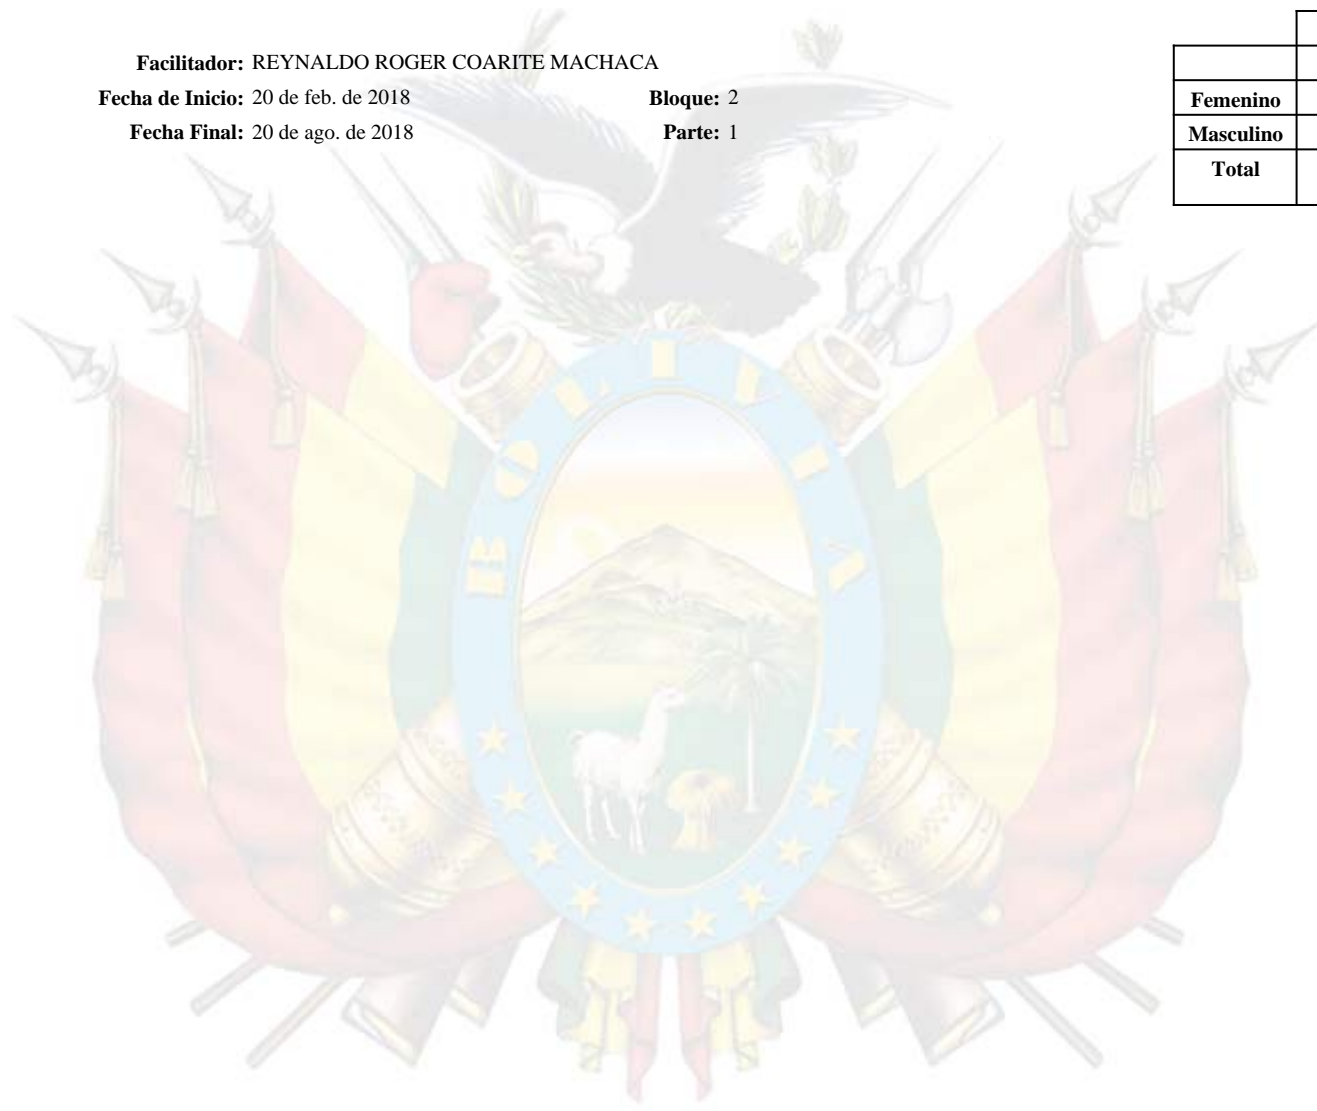 Facilitador: REYNALDO ROGER COARITE MACHACA
Fecha de Inicio: 20 de feb. de 2018 Bloque: 2
Fecha Final: 20 de ago. de 2018 Parte: 1
Femenino
Masculino
Total
BOLIVIA